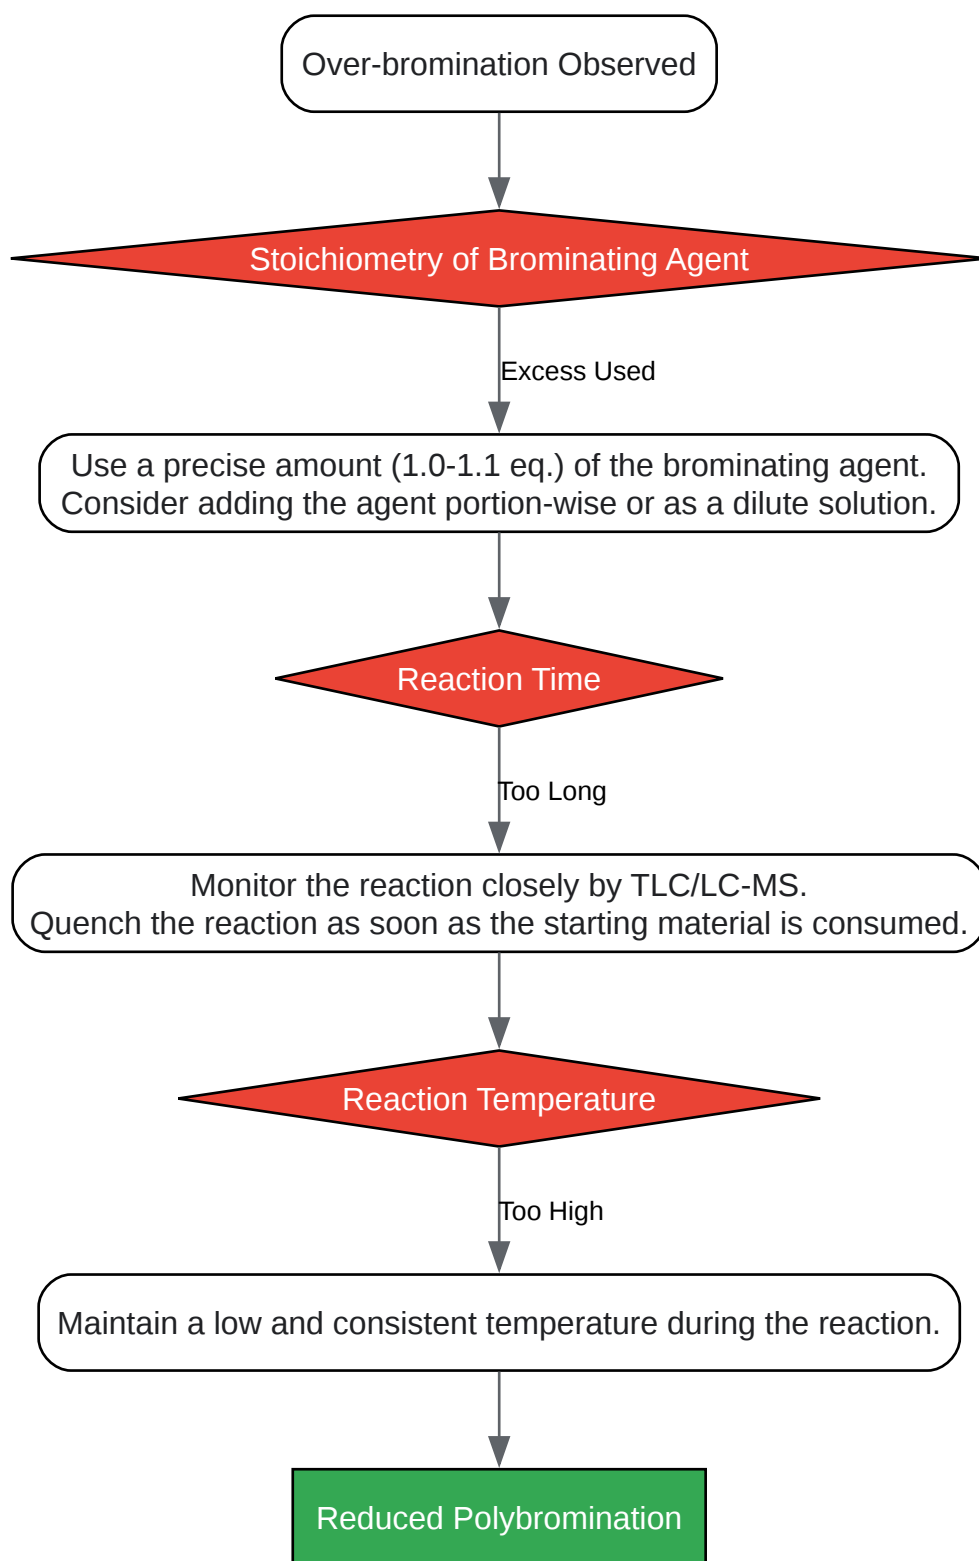 Over-bromination Observed
Stoichiometry of Brominating Agent
Excess Used
Use a precise amount (1.0-1.1 eq.) of the brominating agent.
Consider adding the agent portion-wise or as a dilute solution.
Reaction Time
Too Long
Monitor the reaction closely by TLC/LC-MS.
Quench the reaction as soon as the starting material is consumed.
Reaction Temperature
Too High
Maintain a low and consistent temperature during the reaction.
Reduced Polybromination